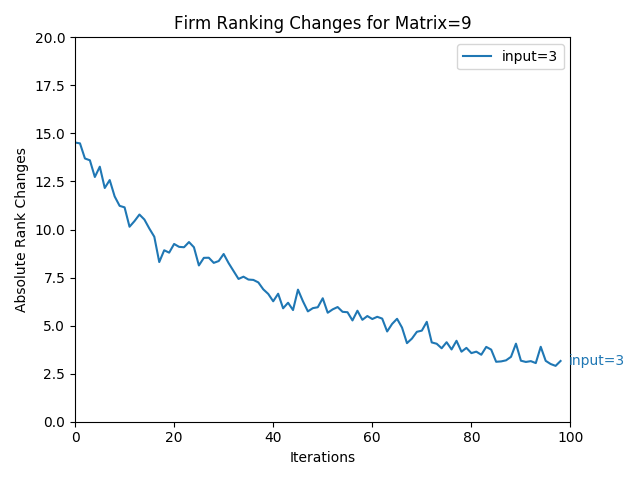 Firm Ranking Changes for Matrix=9
20.0
17.5
15.0
12.5
10.0
7.5
5.0
2.5
0.0
Absolute Rank Changes
input=3
input=3
0 20 40 60 80 100
Iterations